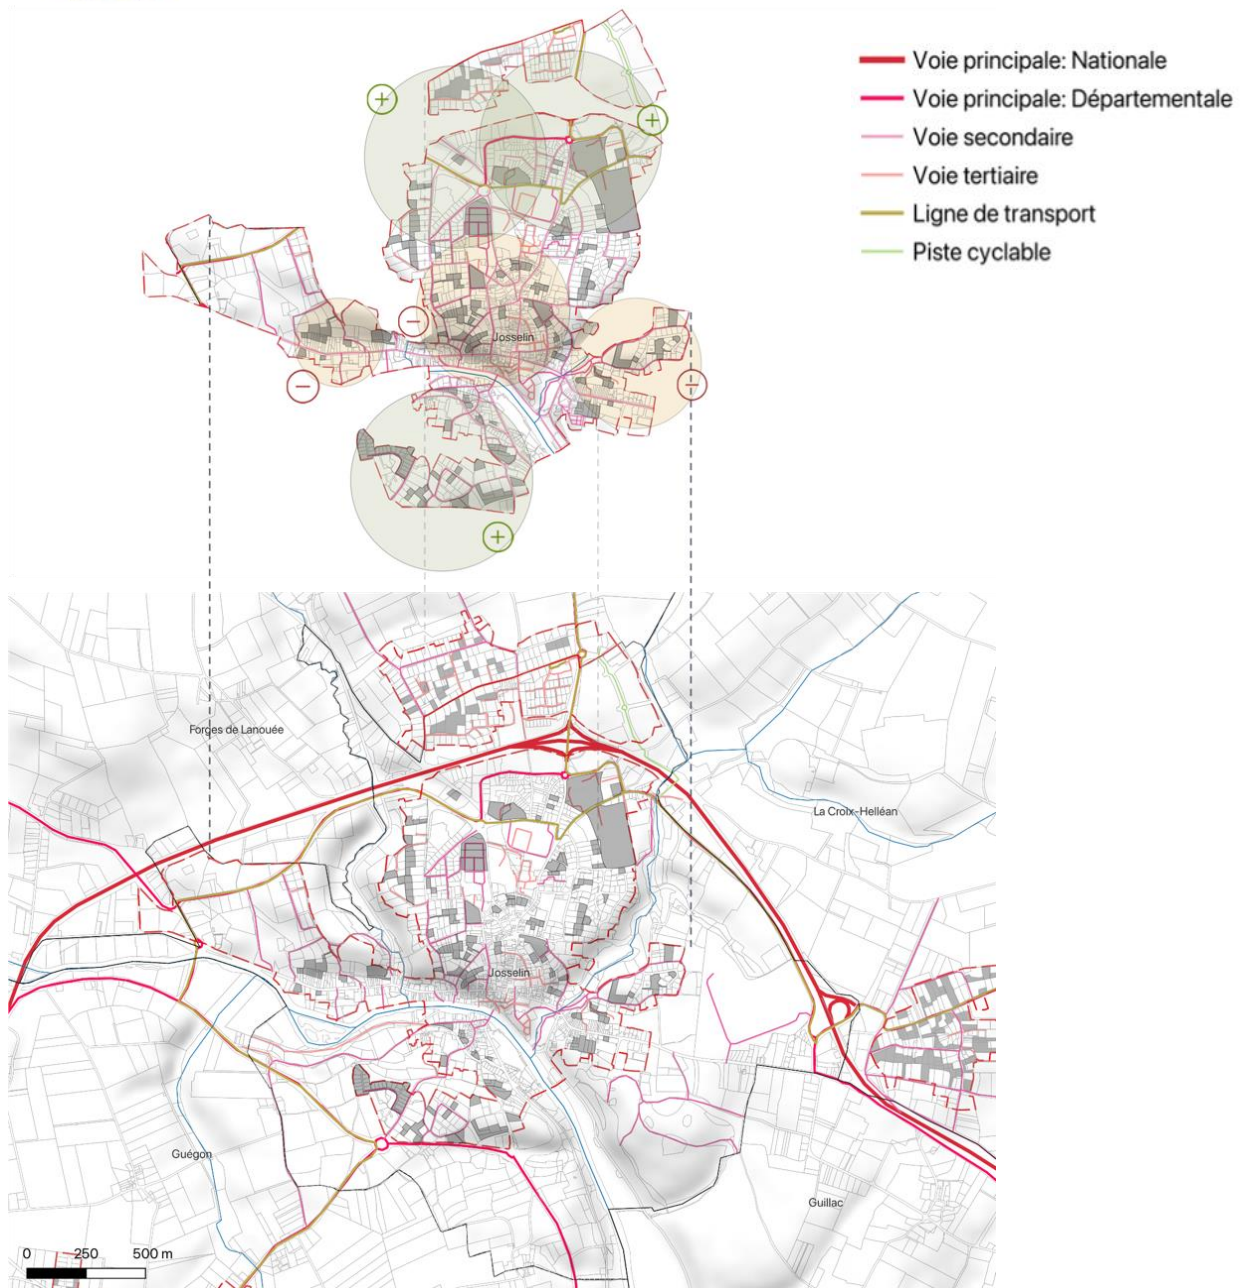 Voie principale: Nationale
Voie principale: Départementale
Voie secondaire
Voie tertiaire
Ligne de transport
Piste cyclable
+
+
−
Josselin
−
−
+
Forges de Lanouée
La Croix-Helléan
Josselin
Guégon
Guillac
0 250 500 m